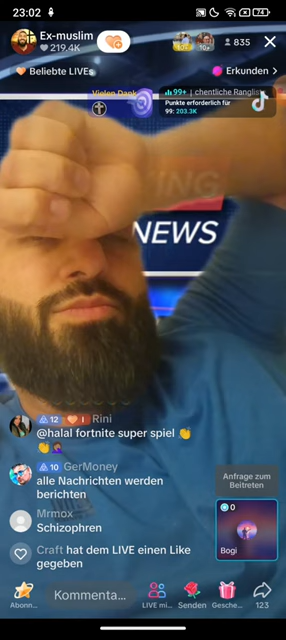 23:02
74
Ex-muslim
219.4K
835
Beliebte LIVEs
Erkunden >
Vielen Dank
99+ | chentliche Ranglis
Punkte erforderlich für
99: 203.3K
NEWS
12 Rini
@halal fortnite super spiel 👏
👏🤦🏽‍♀️
10 GerMoney
alle Nachrichten werden
berichten
Mrmox
Schizophren
Craft hat dem LIVE einen Like
gegeben
Anfrage zum
Beitreten
0
Bogi
Kommenta...
Abonn...
LIVE mi...
Senden
Gesche...
123